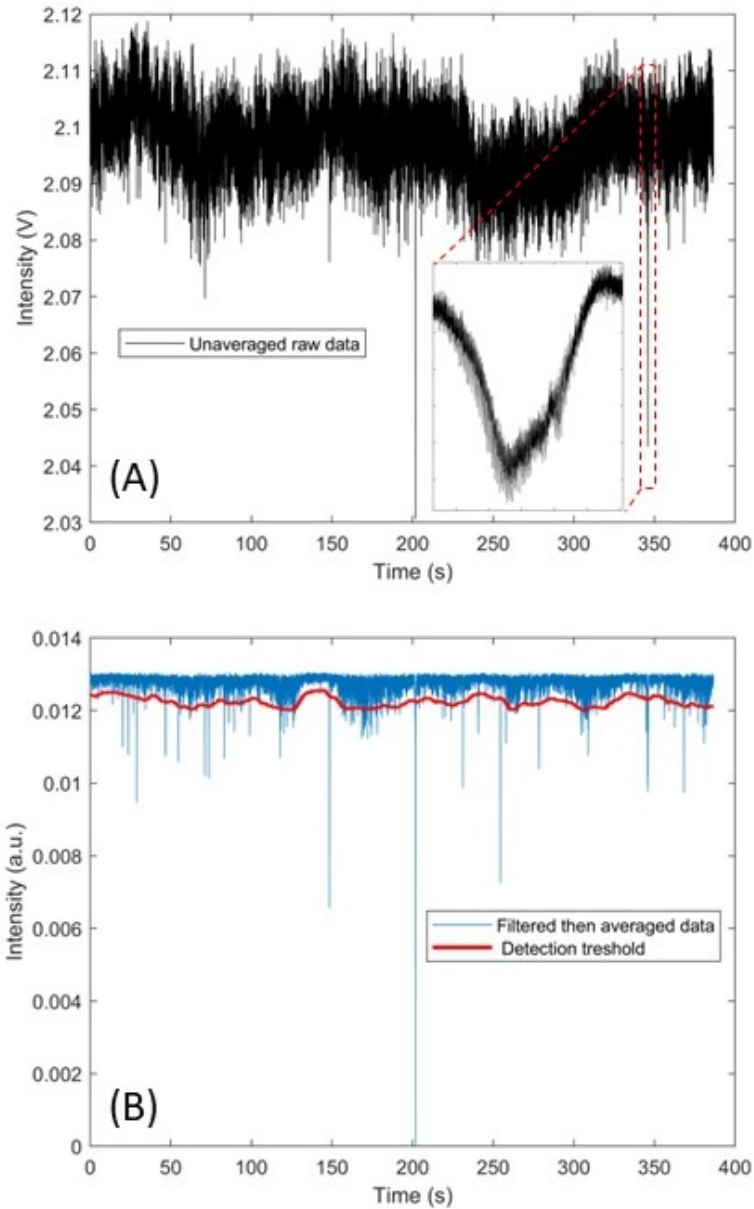 2.12
2.11
2.1
2.09
2.08
2.07
2.06
2.05
2.04
2.03
Intensity (V)
Unaveraged raw data
(A)
0 50 100 150 200 250 300 350 400
Time (s)
0.014
0.012
0.01
0.008
0.006
0.004
0.002
0
Intensity (a.u.)
Filtered then averaged data
Detection treshold
(B)
0 50 100 150 200 250 300 350 400
Time (s)